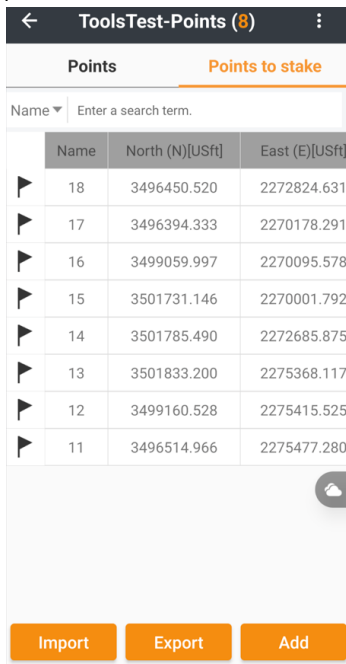 ToolsTest-Points (8)
Points Points to stake
Name Enter a search term.
Name North (N)[USft] East (E)[USft]
18 3496450.520 2272824.631
17 3496394.333 2270178.291
16 3499059.997 2270095.578
15 3501731.146 2270001.792
14 3501785.490 2272685.875
13 3501833.200 2275368.117
12 3499160.528 2275415.525
11 3496514.966 2275477.280
Import Export Add